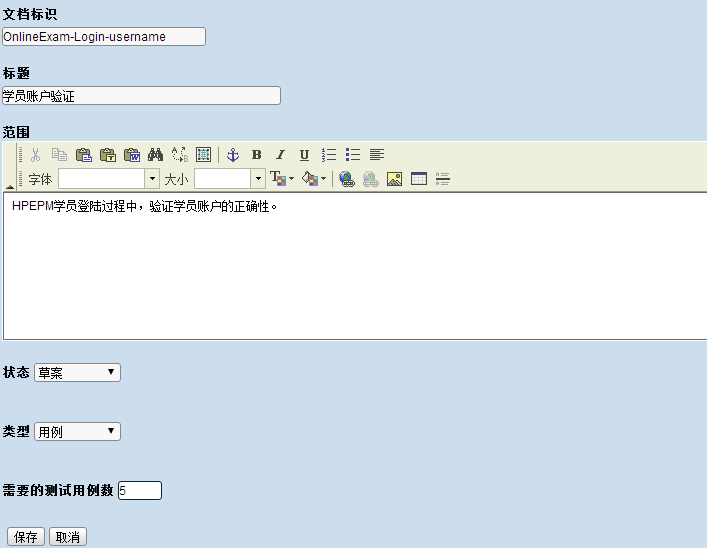 文档标识
OnlineExam-Login-username
标题
学员账户验证
范围
B I U
字体 大小
HPEPM学员登陆过程中，验证学员账户的正确性。
状态 草案
类型 用例
需要的测试用例数 5
保存 取消